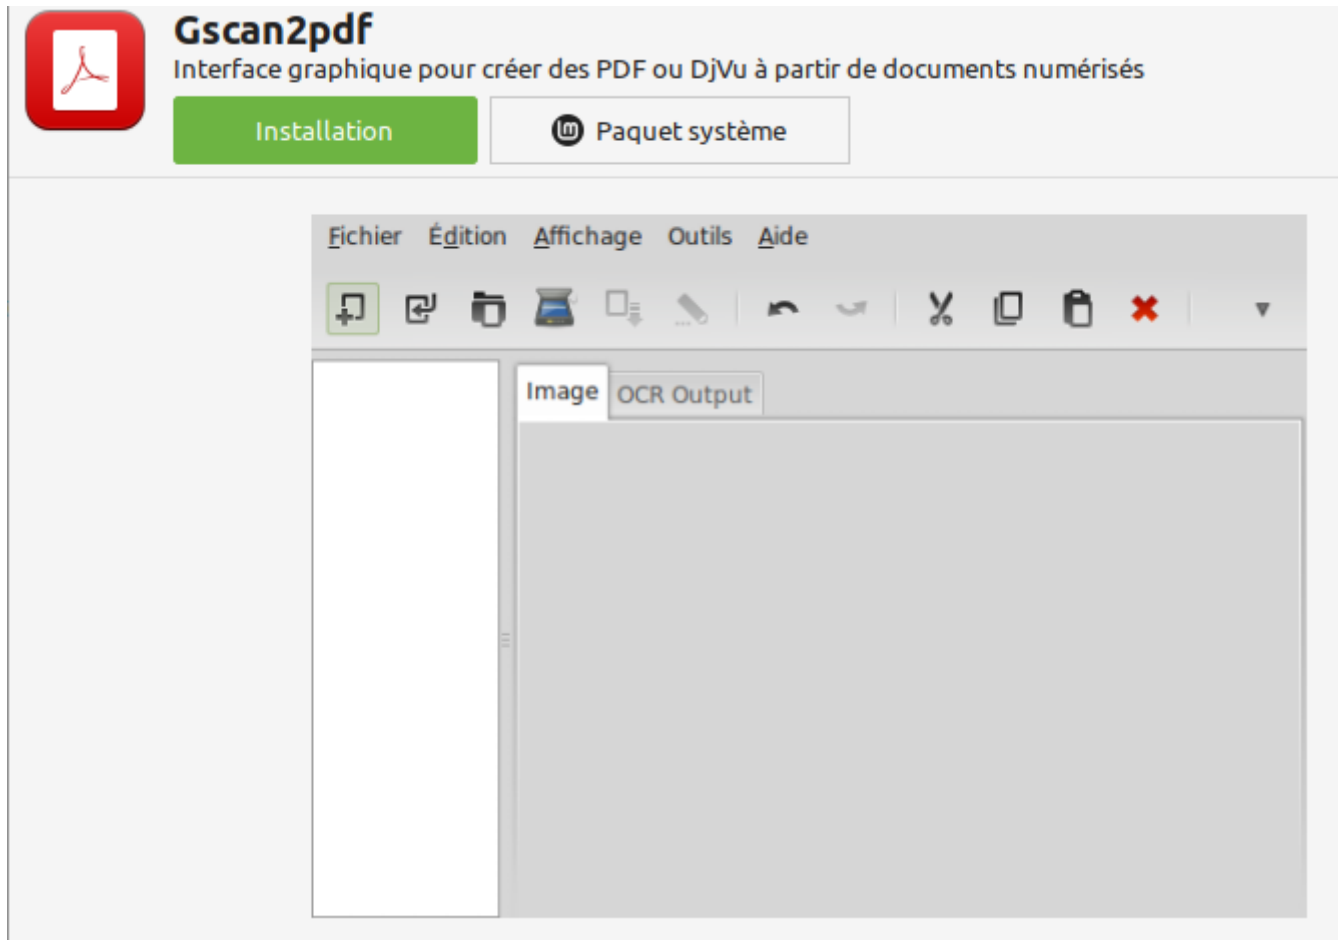 Gscan2pdf
Interface graphique pour créer des PDF ou DjVu à partir de documents numérisés
Installation
Paquet système
Fichier Édition Affichage Outils Aide
Image OCR Output